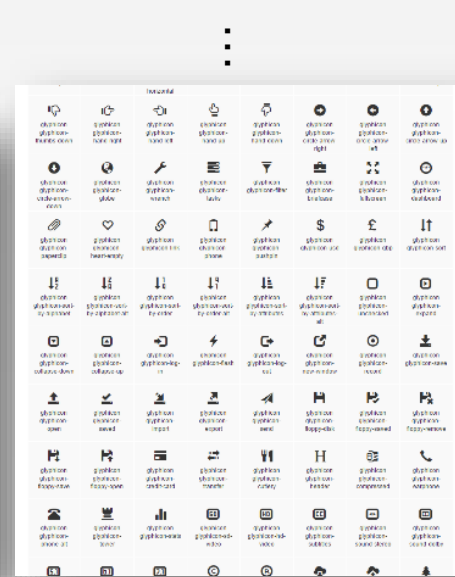 horizontal
glyphicon glyphicon-thumbs-down
glyphicon glyphicon-hand-right
glyphicon glyphicon-hand-left
glyphicon glyphicon-hand-up
glyphicon glyphicon-hand-down
glyphicon glyphicon-circle-arrow-right
glyphicon glyphicon-circle-arrow-left
glyphicon glyphicon-circle-arrow-up
glyphicon glyphicon-circle-arrow-down
glyphicon glyphicon-globe
glyphicon glyphicon-wrench
glyphicon glyphicon-tasks
glyphicon glyphicon-filter
glyphicon glyphicon-briefcase
glyphicon glyphicon-fullscreen
glyphicon glyphicon-dashboard
glyphicon glyphicon-paperclip
glyphicon glyphicon-heart-empty
glyphicon glyphicon-link
glyphicon glyphicon-phone
glyphicon glyphicon-pushpin
glyphicon glyphicon-usd
glyphicon glyphicon-gbp
glyphicon glyphicon-sort
glyphicon glyphicon-sort-by-alphabet
glyphicon glyphicon-sort-by-alphabet-alt
glyphicon glyphicon-sort-by-order
glyphicon glyphicon-sort-by-order-alt
glyphicon glyphicon-sort-by-attributes
glyphicon glyphicon-sort-by-attributes-alt
glyphicon glyphicon-unchecked
glyphicon glyphicon-expand
glyphicon glyphicon-collapse-down
glyphicon glyphicon-collapse-up
glyphicon glyphicon-log-in
glyphicon glyphicon-flash
glyphicon glyphicon-log-out
glyphicon glyphicon-new-window
glyphicon glyphicon-record
glyphicon glyphicon-save
glyphicon glyphicon-open
glyphicon glyphicon-saved
glyphicon glyphicon-import
glyphicon glyphicon-export
glyphicon glyphicon-send
glyphicon glyphicon-floppy-disk
glyphicon glyphicon-floppy-saved
glyphicon glyphicon-floppy-remove
glyphicon glyphicon-floppy-save
glyphicon glyphicon-floppy-open
glyphicon glyphicon-credit-card
glyphicon glyphicon-transfer
glyphicon glyphicon-cutlery
glyphicon glyphicon-header
glyphicon glyphicon-compressed
glyphicon glyphicon-earphone
glyphicon glyphicon-phone-alt
glyphicon glyphicon-tower
glyphicon glyphicon-stats
glyphicon glyphicon-sd-video
glyphicon glyphicon-hd-video
glyphicon glyphicon-subtitles
glyphicon glyphicon-sound-stereo
glyphicon glyphicon-sound-dolby